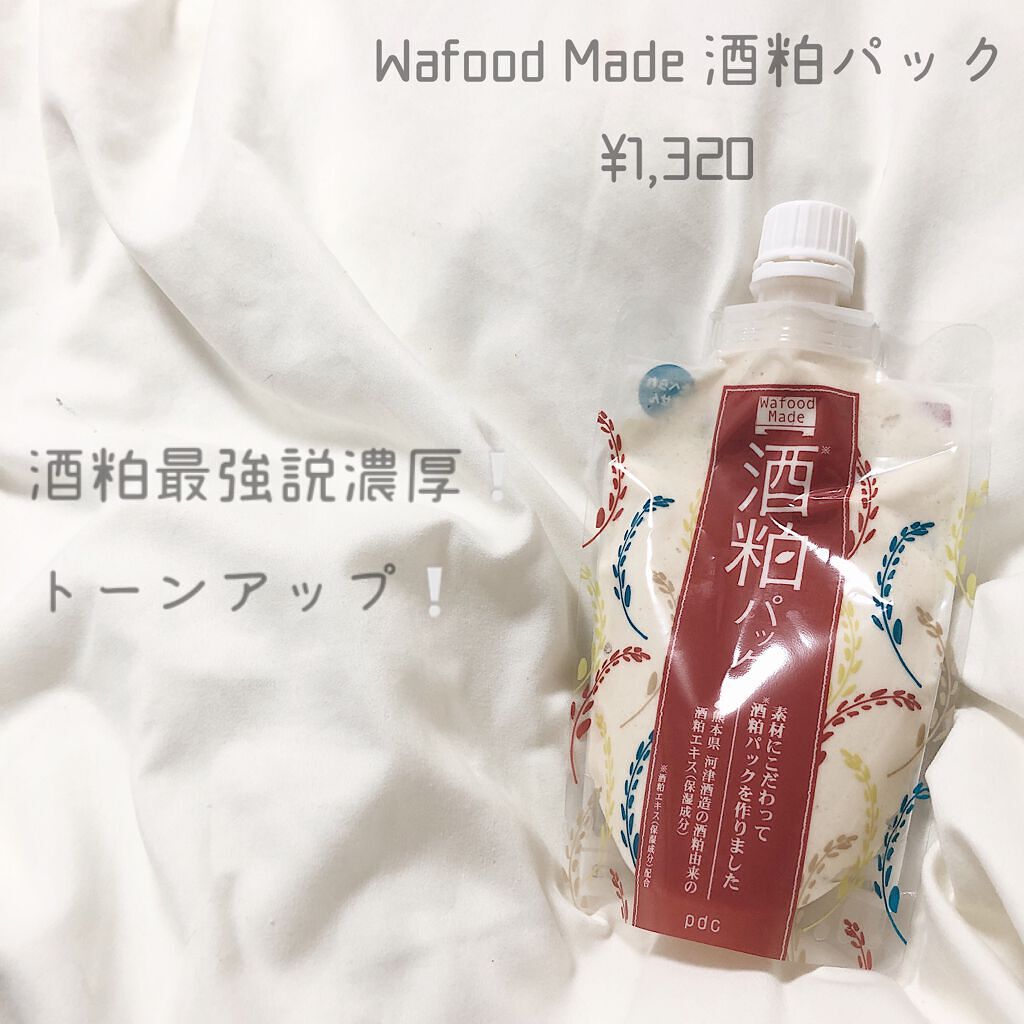 Wafood Made 酒粕パック
¥1,320
酒粕最強説濃厚❕
トーンアップ❕
Wafood
Made
酒粕パック
※
素材にこだわって
※酒粕パックを作りました
熊本県 河津酒造の酒粕由来の
酒粕エキス(保湿成分)
※酒粕エキス(保湿成分)配合
pdc